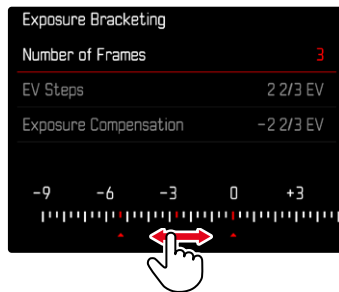 Exposure Bracketing
Number of Frames 3
EV Steps 2 2/3 EV
Exposure Compensation -2 2/3 EV
-9 -6 -3 0 +3